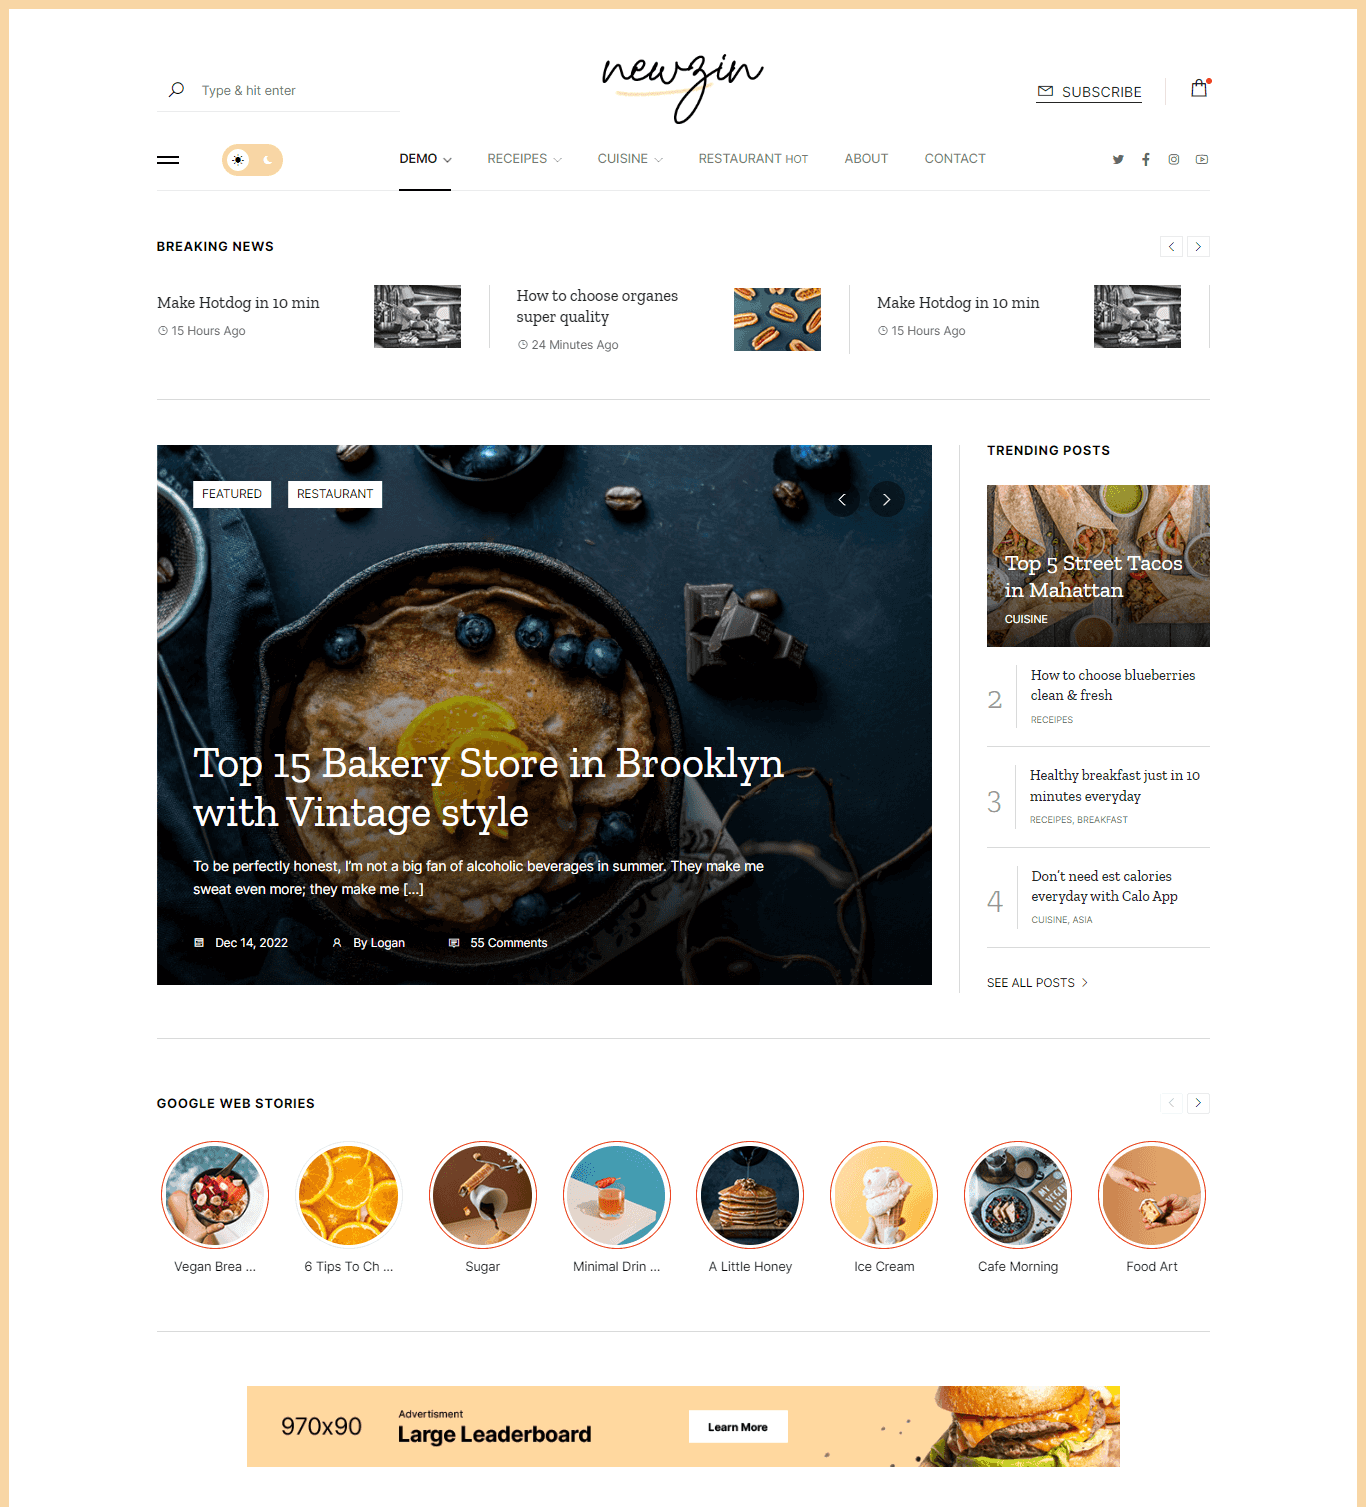 newzin
Type & hit enter
SUBSCRIBE
DEMO
RECEIPES
CUISINE
RESTAURANT HOT
ABOUT
CONTACT
BREAKING NEWS
Make Hotdog in 10 min
15 Hours Ago
How to choose organes
super quality
24 Minutes Ago
Make Hotdog in 10 min
15 Hours Ago
FEATURED
RESTAURANT
Top 15 Bakery Store in Brooklyn
with Vintage style
To be perfectly honest, I'm not a big fan of alcoholic beverages in summer. They make me
sweat even more; they make me [...]
Dec 14, 2022
By Logan
55 Comments
TRENDING POSTS
Top 5 Street Tacos
in Mahattan
CUISINE
2
How to choose blueberries
clean & fresh
RECEIPES
3
Healthy breakfast just in 10
minutes everyday
RECEIPES, BREAKFAST
4
Don't need est calories
everyday with Calo App
CUISINE, ASIA
SEE ALL POSTS
GOOGLE WEB STORIES
Vegan Brea ...
6 Tips To Ch ...
Sugar
Minimal Drin ...
A Little Honey
Ice Cream
Cafe Morning
Food Art
970x90
Advertisment
Large Leaderboard
Learn More